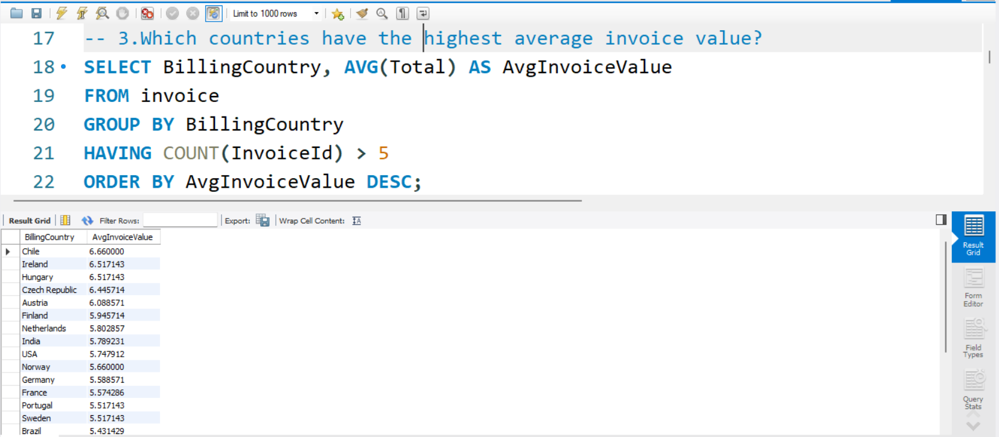 Limit to 1000 rows
17 -- 3.Which countries have the highest average invoice value?
18 SELECT BillingCountry, AVG(Total) AS AvgInvoiceValue
19 FROM invoice
20 GROUP BY BillingCountry
21 HAVING COUNT(InvoiceId) > 5
22 ORDER BY AvgInvoiceValue DESC;
Result Grid Filter Rows: Export: Wrap Cell Content:
BillingCountry AvgInvoiceValue
Chile 6.660000
Ireland 6.517143
Hungary 6.517143
Czech Republic 6.445714
Austria 6.088571
Finland 5.945714
Netherlands 5.802857
India 5.789231
USA 5.747912
Norway 5.660000
Germany 5.588571
France 5.574286
Portugal 5.517143
Sweden 5.517143
Brazil 5.431429
Result
Grid
Form
Editor
Field
Types
Query
Stats